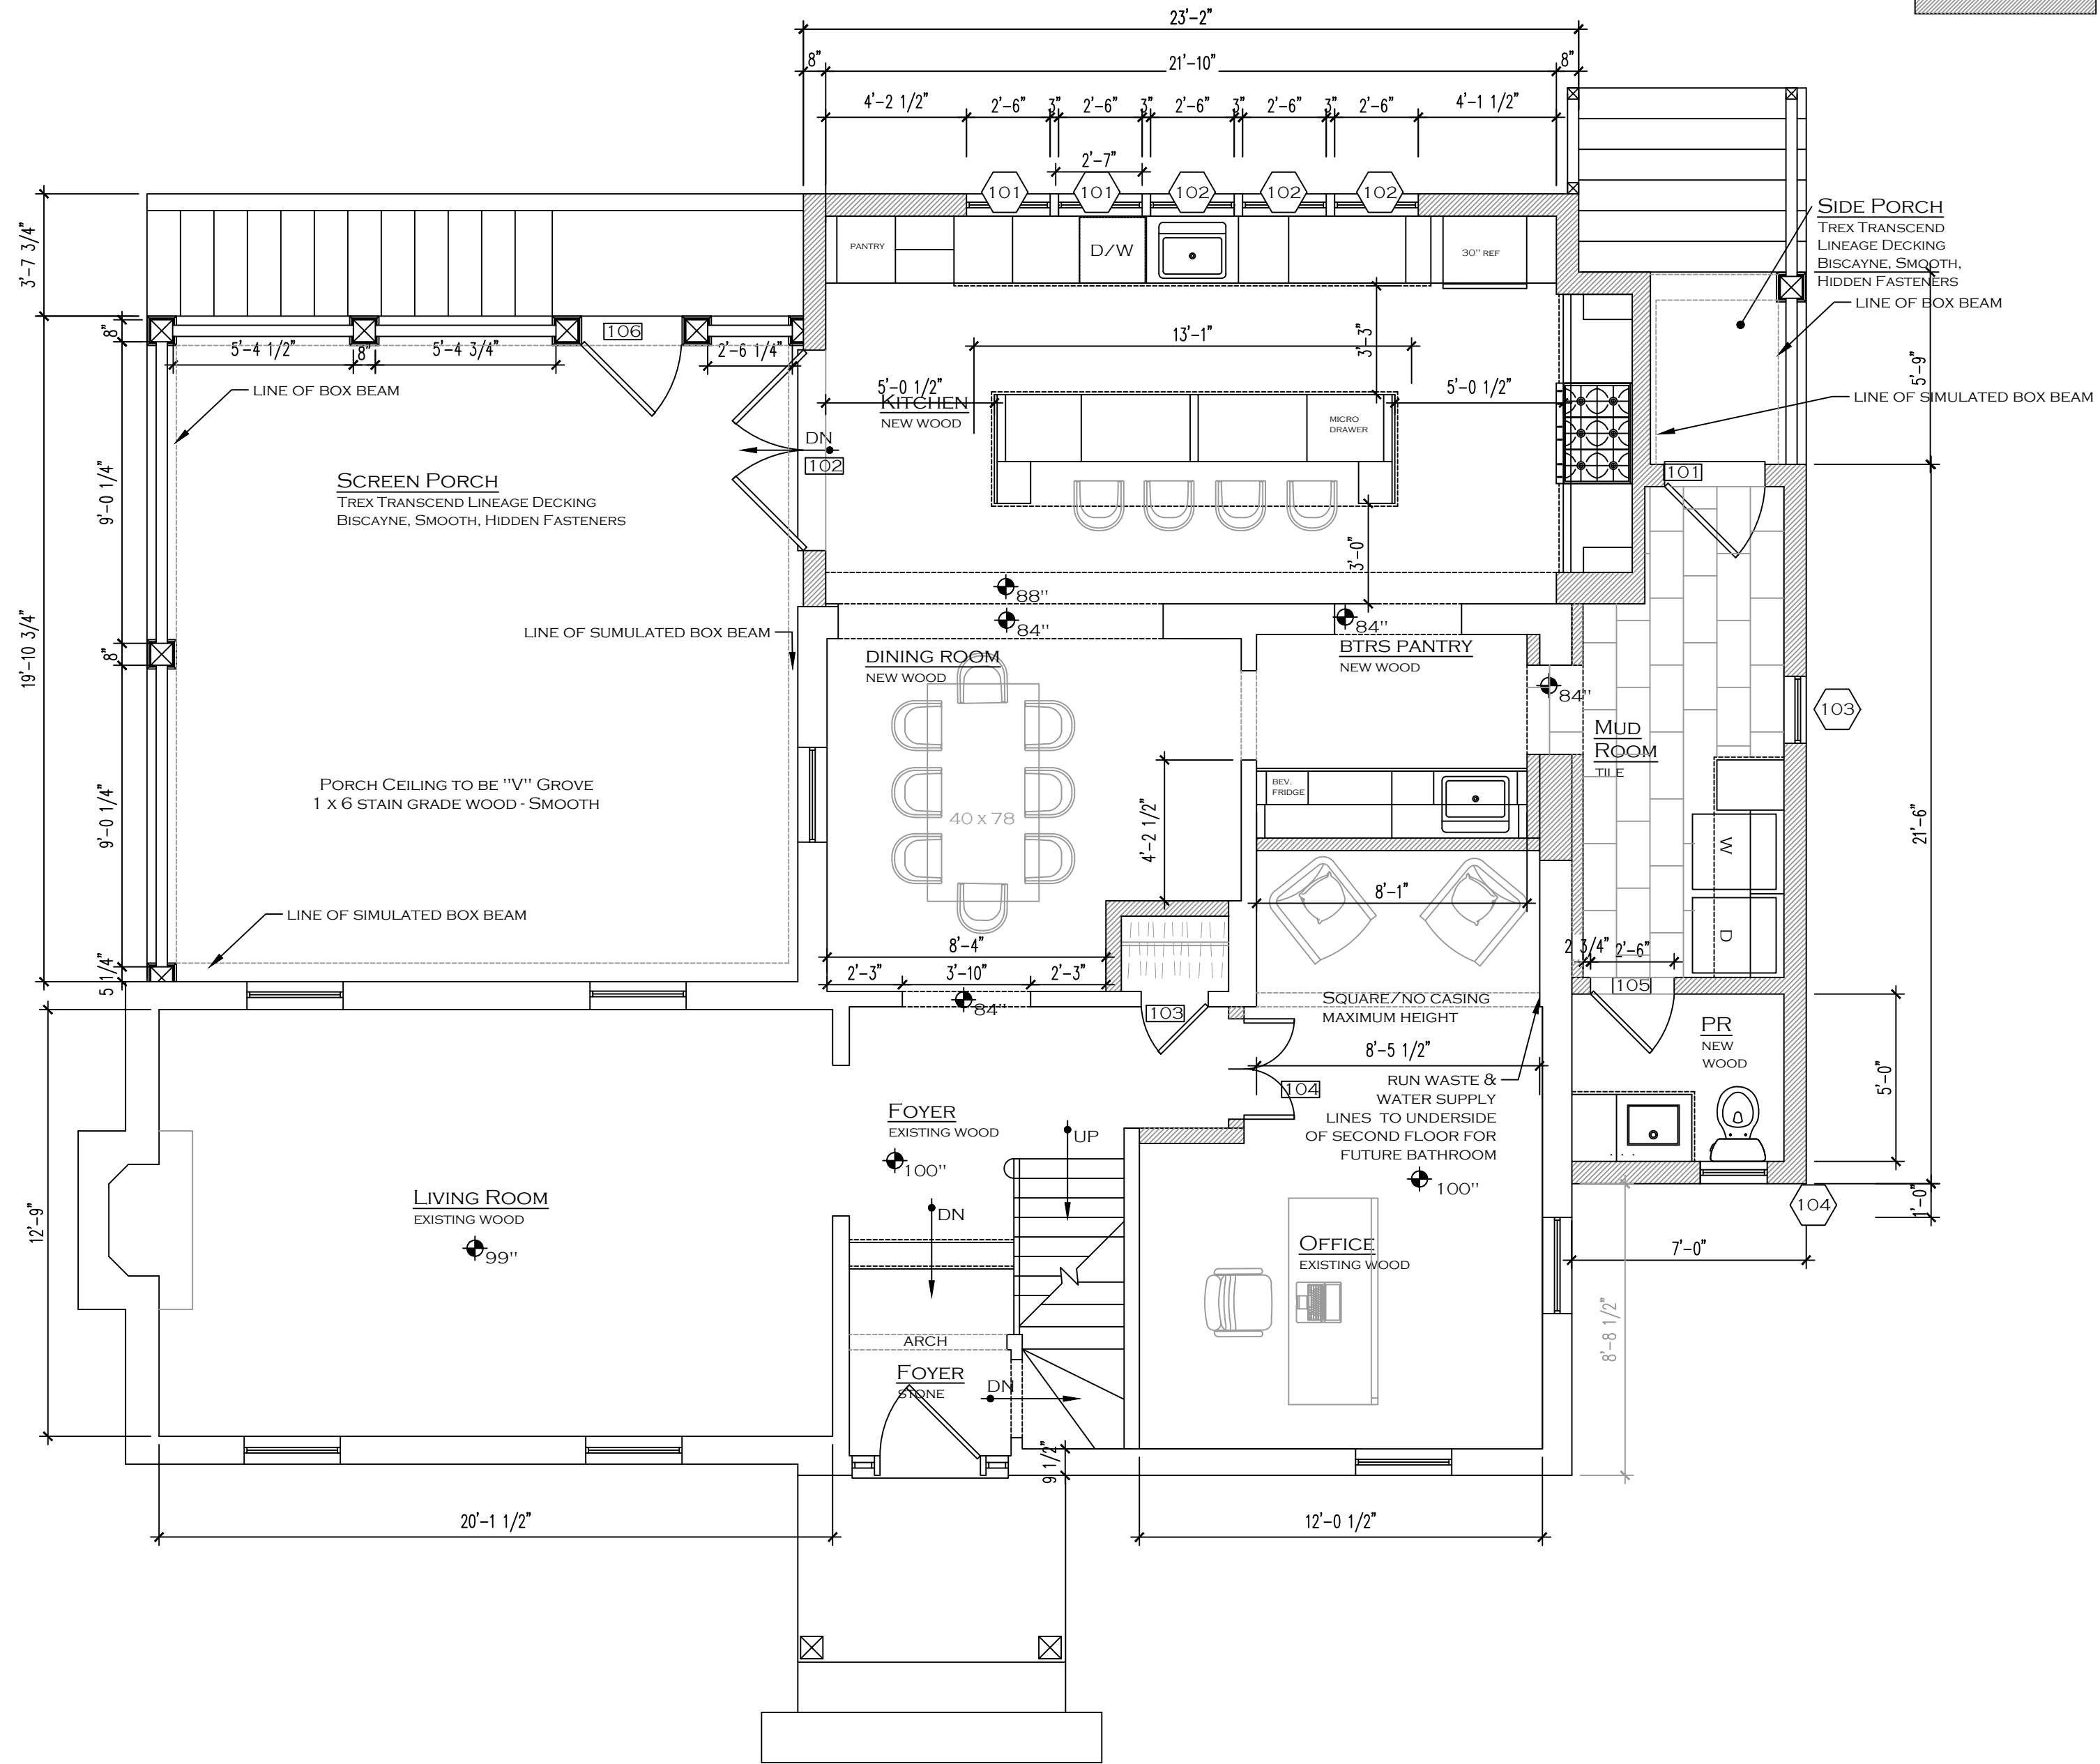 23'-2"
8"
21'-10"
8"
4'-2 1/2"
2'-6"
3"
2'-6"
3"
2'-6"
3"
2'-6"
3"
2'-6"
4'-1 1/2"
2'-7"
101
101
102
102
102
3'-7 3/4"
PANTRY
D/W
30" REF
SIDE PORCH
TREX TRANSCEND
LINEAGE DECKING
BISCAYNE, SMOOTH,
HIDDEN FASTENERS
LINE OF BOX BEAM
8"
106
5'-4 1/2"
8"
5'-4 3/4"
2'-6 1/4"
13'-1"
3'-3"
5'-9"
LINE OF BOX BEAM
5'-0 1/2"
5'-0 1/2"
KITCHEN
NEW WOOD
MICRO
DRAWER
LINE OF SIMULATED BOX BEAM
DN
102
101
SCREEN PORCH
TREX TRANSCEND LINEAGE DECKING
BISCAYNE, SMOOTH, HIDDEN FASTENERS
9'-0 1/4"
3'-0"
88"
84"
84"
LINE OF SUMULATED BOX BEAM
19'-10 3/4"
8"
DINING ROOM
NEW WOOD
BTRS PANTRY
NEW WOOD
84"
103
MUD
ROOM
TILE
PORCH CEILING TO BE "V" GROVE
1 X 6 STAIN GRADE WOOD - SMOOTH
9'-0 1/4"
40 X 78
4'-2 1/2"
BEV.
FRIDGE
21'-6"
W
8'-1"
LINE OF SIMULATED BOX BEAM
D
8'-4"
2 3/4"
2'-6"
5 1/4"
2'-3"
3'-10"
2'-3"
84"
103
SQUARE/NO CASING
MAXIMUM HEIGHT
105
PR
NEW
WOOD
8'-5 1/2"
104
RUN WASTE &
WATER SUPPLY
LINES TO UNDERSIDE
OF SECOND FLOOR FOR
FUTURE BATHROOM
5'-0"
FOYER
EXISTING WOOD
UP
100"
100"
LIVING ROOM
EXISTING WOOD
99"
12'-9"
DN
104
1'-0"
7'-0"
OFFICE
EXISTING WOOD
8'-8 1/2"
ARCH
FOYER
STONE
DN
9 1/2"
20'-1 1/2"
12'-0 1/2"